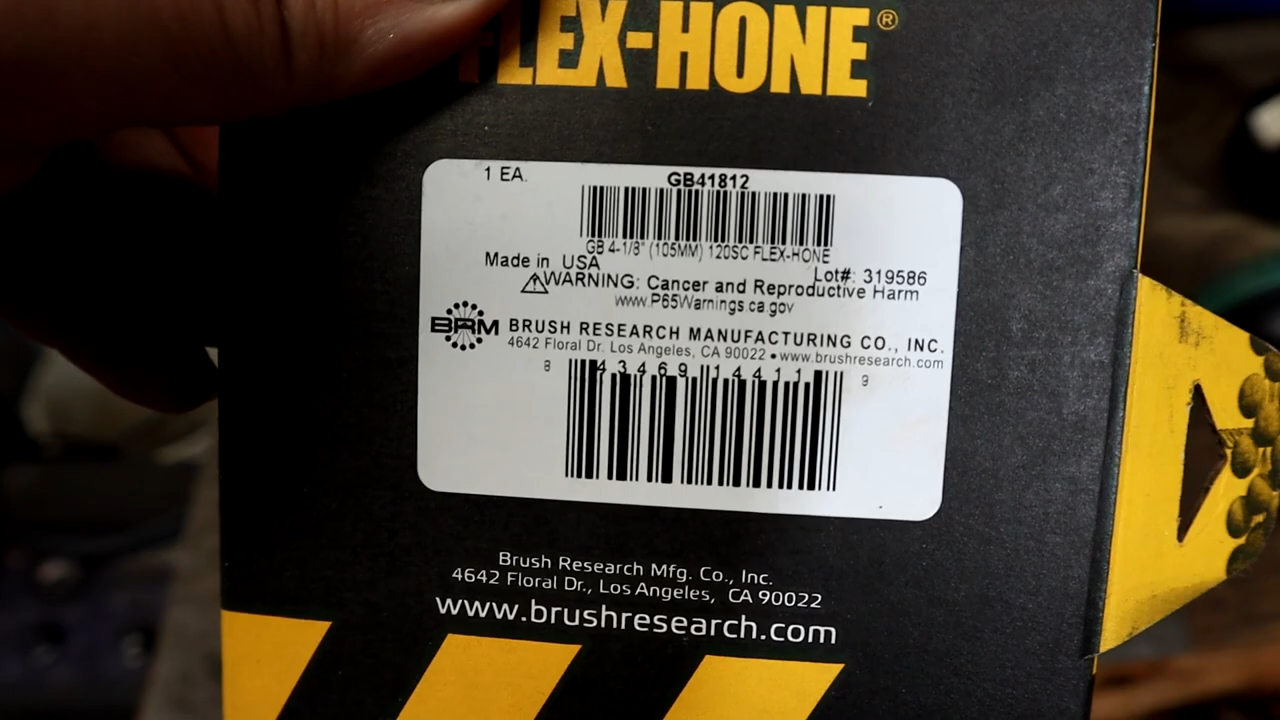 FLEX-HONE®
1 EA.
GB41812
GB 4-1/8" (105MM) 120SC FLEX-HONE
Made in USA
Lot#: 319586
WARNING: Cancer and Reproductive Harm
www.P65Warnings.ca.gov
BRM
BRUSH RESEARCH MANUFACTURING CO., INC.
4642 Floral Dr. Los Angeles, CA 90022 • www.brushresearch.com
8 43469 14411 9
Brush Research Mfg. Co., Inc.
4642 Floral Dr., Los Angeles, CA 90022
www.brushresearch.com